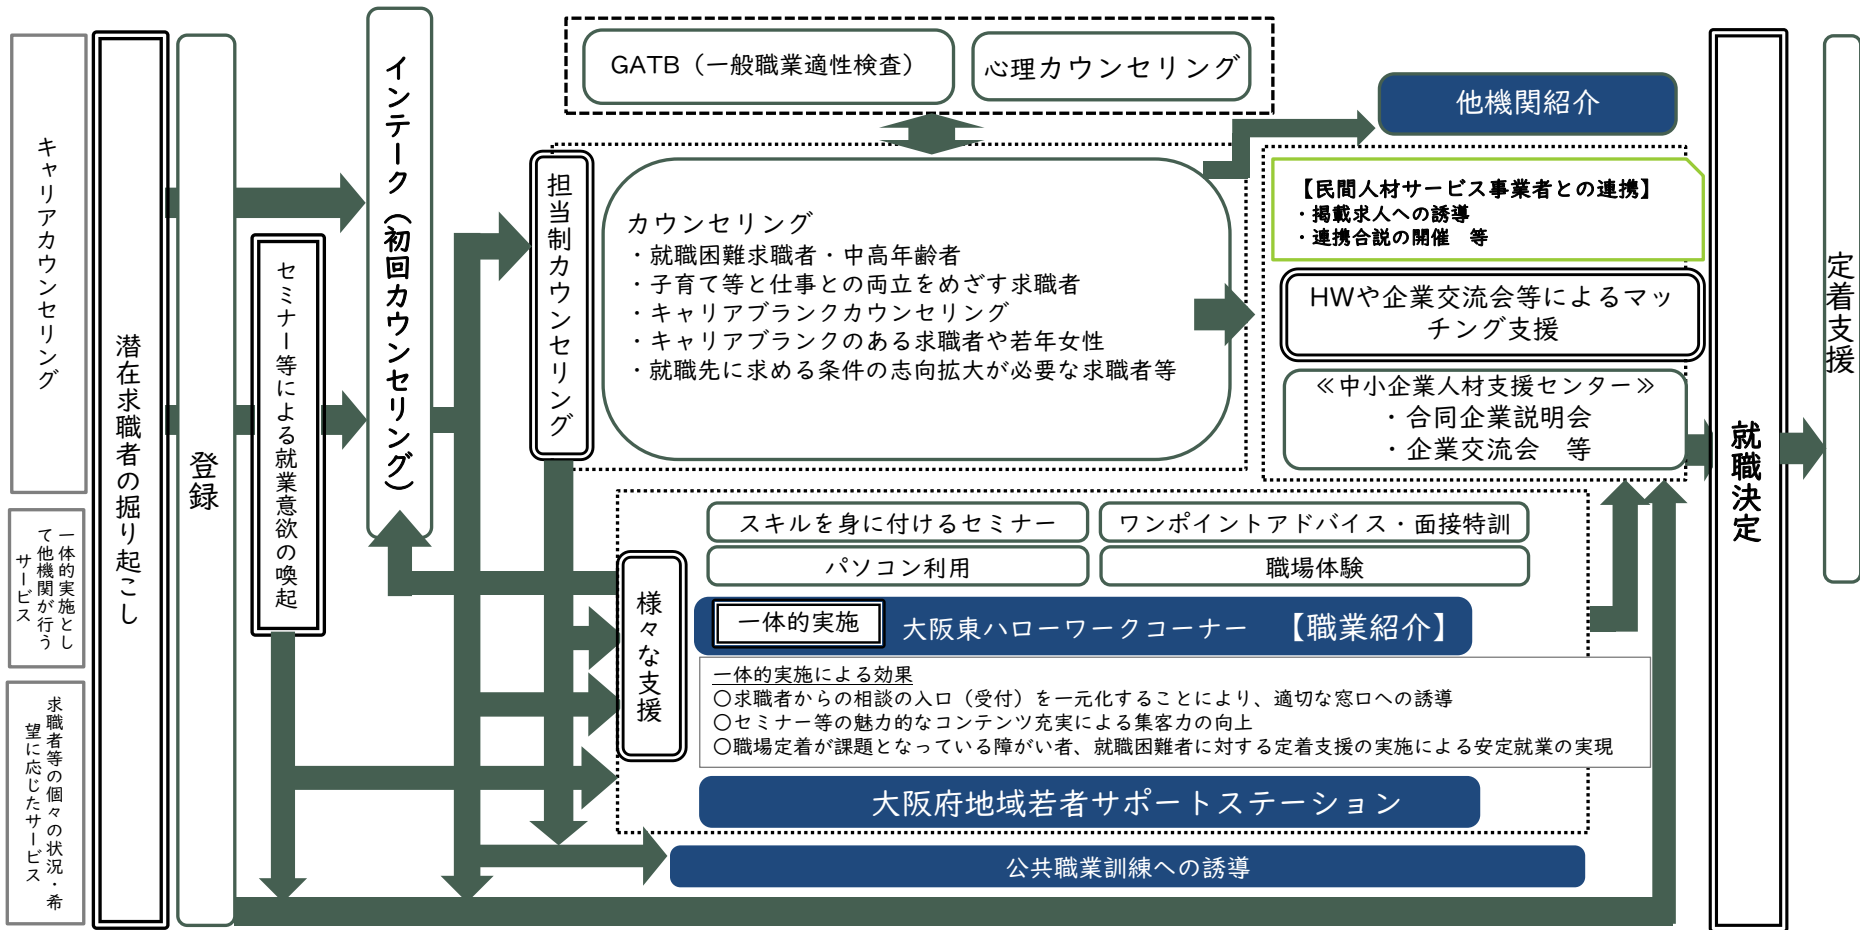 キャリアカウンセリング
一体的実施とし
て他機関が行う
サービス
求職者等の個々の状況・希
望に応じたサービス
潜在求職者の掘り起こし
登録
セミナー等による就業意欲の喚起
インテーク（初回カウンセリング）
GATB（一般職業適性検査）
心理カウンセリング
担当制カウンセリング
カウンセリング
・就職困難求職者・中高年齢者
・子育て等と仕事との両立をめざす求職者
・キャリアブランクカウンセリング
・キャリアブランクのある求職者や若年女性
・就職先に求める条件の志向拡大が必要な求職者等
他機関紹介
【民間人材サービス事業者との連携】
・掲載求人への誘導
・連携合説の開催　等
HWや企業交流会等によるマッ
チング支援
≪中小企業人材支援センター≫
・合同企業説明会
・企業交流会　等
様々な支援
スキルを身に付けるセミナー
ワンポイントアドバイス・面接特訓
パソコン利用
職場体験
一体的実施
大阪東ハローワークコーナー　【職業紹介】
一体的実施による効果
〇求職者からの相談の入口（受付）を一元化することにより、適切な窓口への誘導
〇セミナー等の魅力的なコンテンツ充実による集客力の向上
〇職場定着が課題となっている障がい者、就職困難者に対する定着支援の実施による安定就業の実現
大阪府地域若者サポートステーション
公共職業訓練への誘導
就職決定
定着支援